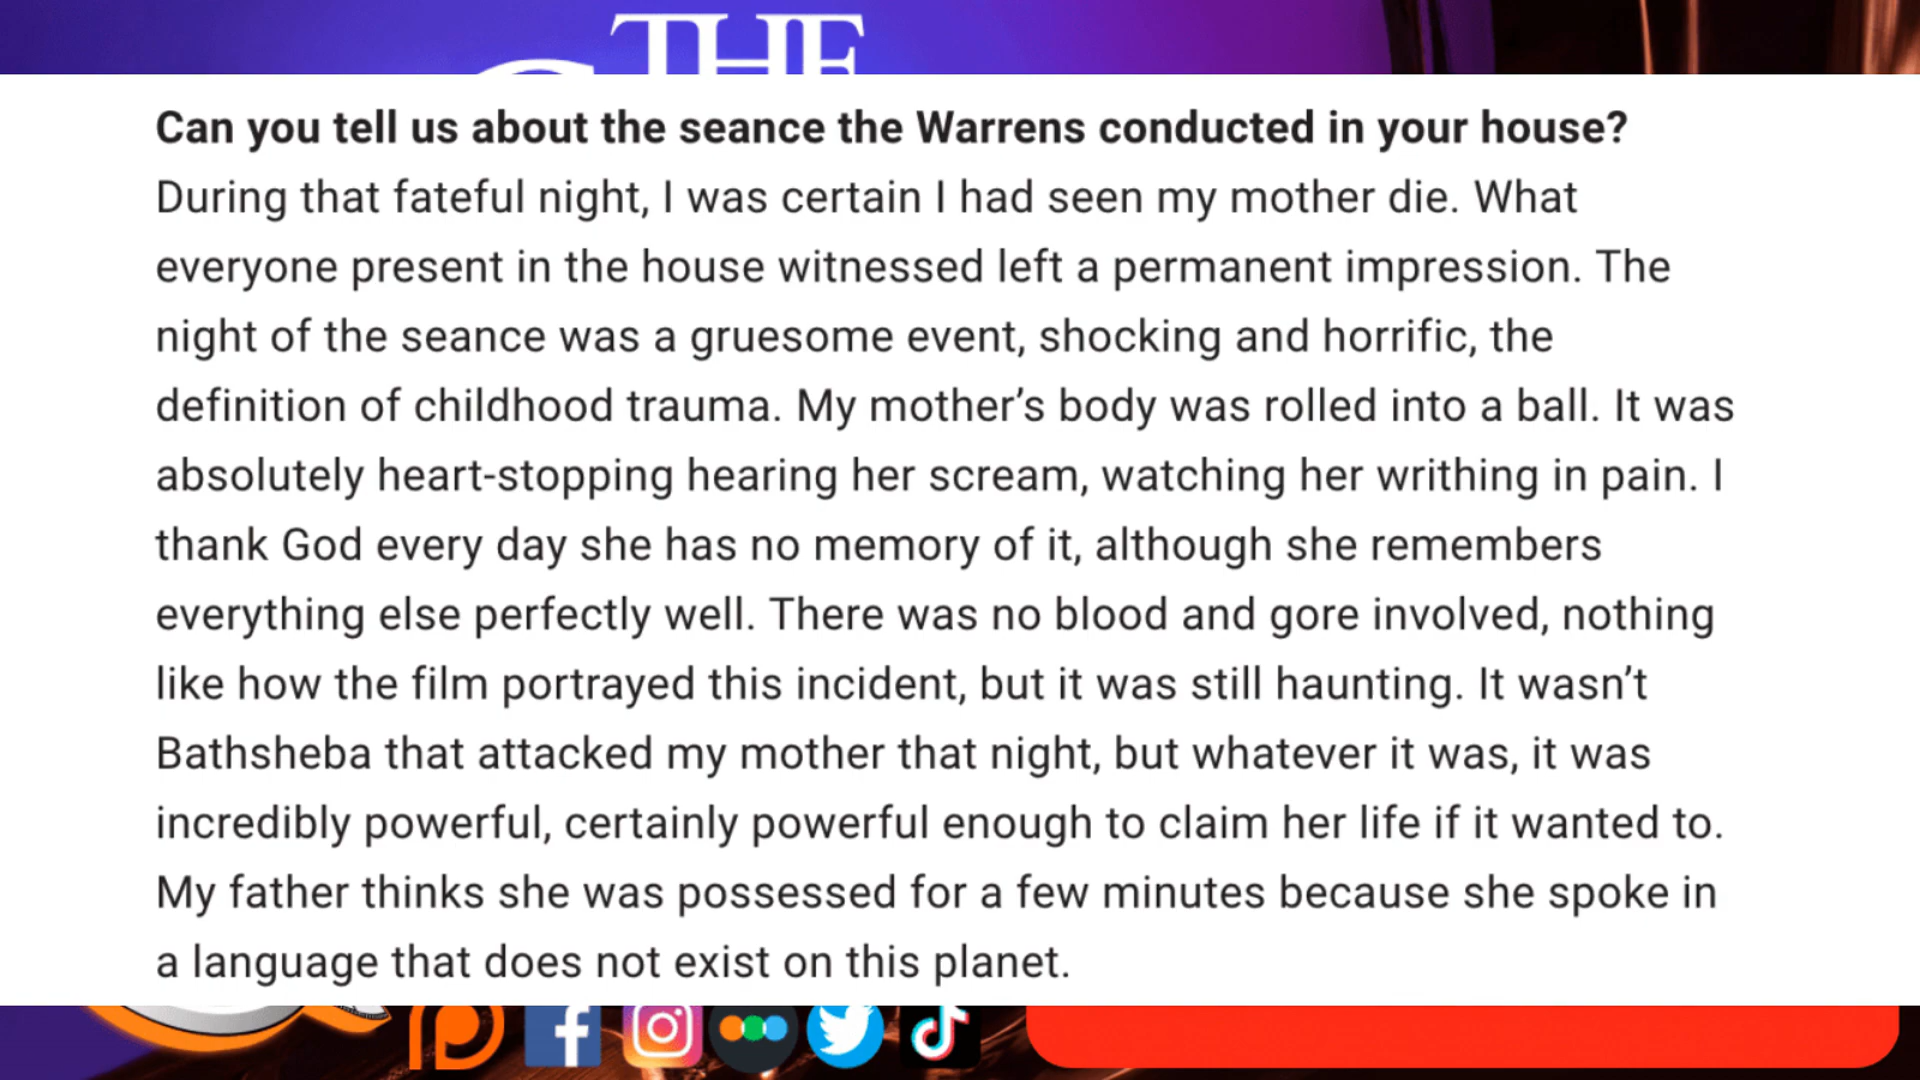 THE
Can you tell us about the seance the Warrens conducted in your house?
During that fateful night, I was certain I had seen my mother die. What
everyone present in the house witnessed left a permanent impression. The
night of the seance was a gruesome event, shocking and horrific, the
definition of childhood trauma. My mother’s body was rolled into a ball. It was
absolutely heart-stopping hearing her scream, watching her writhing in pain. I
thank God every day she has no memory of it, although she remembers
everything else perfectly well. There was no blood and gore involved, nothing
like how the film portrayed this incident, but it was still haunting. It wasn’t
Bathsheba that attacked my mother that night, but whatever it was, it was
incredibly powerful, certainly powerful enough to claim her life if it wanted to.
My father thinks she was possessed for a few minutes because she spoke in
a language that does not exist on this planet.